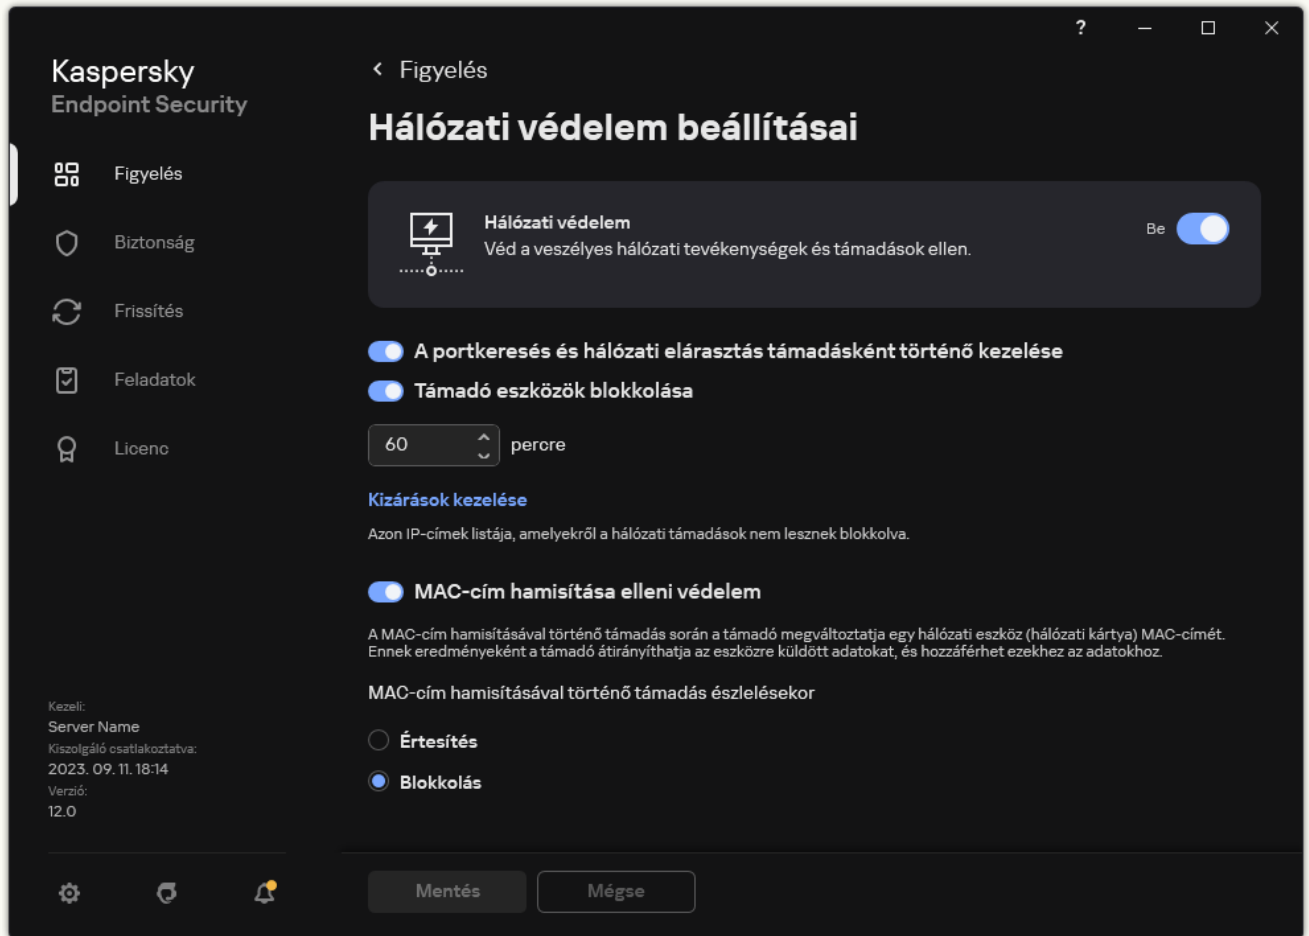 ?
Kaspersky
Endpoint Security
Figyelés
Biztonság
Frissítés
Feladatok
Licenc
Kezeli:
Server Name
Kiszolgáló csatlakoztatva:
2023. 09. 11. 18:14
Verzió:
12.0
Figyelés
Hálózati védelem beállításai
Hálózati védelem
Véd a veszélyes hálózati tevékenységek és támadások ellen.
Be
A portkeresés és hálózati elárasztás támadásként történő kezelése
Támadó eszközök blokkolása
60 percre
Kizárások kezelése
Azon IP-címek listája, amelyekről a hálózati támadások nem lesznek blokkolva.
MAC-cím hamisítása elleni védelem
A MAC-cím hamisításával történő támadás során a támadó megváltoztatja egy hálózati eszköz (hálózati kártya) MAC-címét.
Ennek eredményeként a támadó átirányíthatja az eszközre küldött adatokat, és hozzáférhet ezekhez az adatokhoz.
MAC-cím hamisításával történő támadás észlelésekor
Értesítés
Blokkolás
Mentés
Mégse